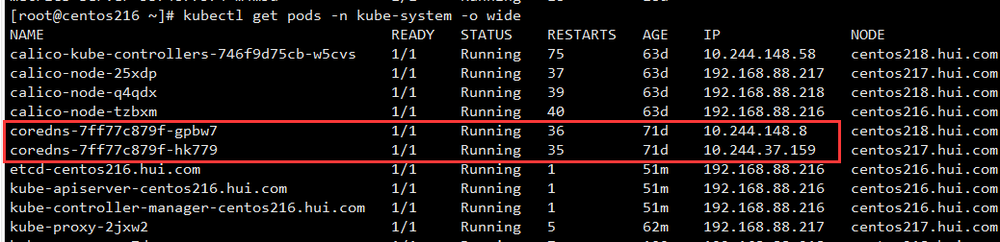 [root@centos216 ~]# kubectl get pods -n kube-system -o wide
NAME READY STATUS RESTARTS AGE IP NODE
calico-kube-controllers-746f9d75cb-w5cvs 1/1 Running 75 63d 10.244.148.58 centos218.hui.com
calico-node-25xdp 1/1 Running 37 63d 192.168.88.217 centos217.hui.com
calico-node-q4qdx 1/1 Running 39 63d 192.168.88.218 centos218.hui.com
calico-node-tzbxm 1/1 Running 40 63d 192.168.88.216 centos216.hui.com
coredns-7ff77c879f-gpbw7 1/1 Running 36 71d 10.244.148.8 centos218.hui.com
coredns-7ff77c879f-hk779 1/1 Running 35 71d 10.244.37.159 centos217.hui.com
etcd-centos216.hui.com 1/1 Running 1 51m 192.168.88.216 centos216.hui.com
kube-apiserver-centos216.hui.com 1/1 Running 1 51m 192.168.88.216 centos216.hui.com
kube-controller-manager-centos216.hui.com 1/1 Running 1 51m 192.168.88.216 centos216.hui.com
kube-proxy-2jxw2 1/1 Running 5 62m 192.168.88.217 centos217.hui.com